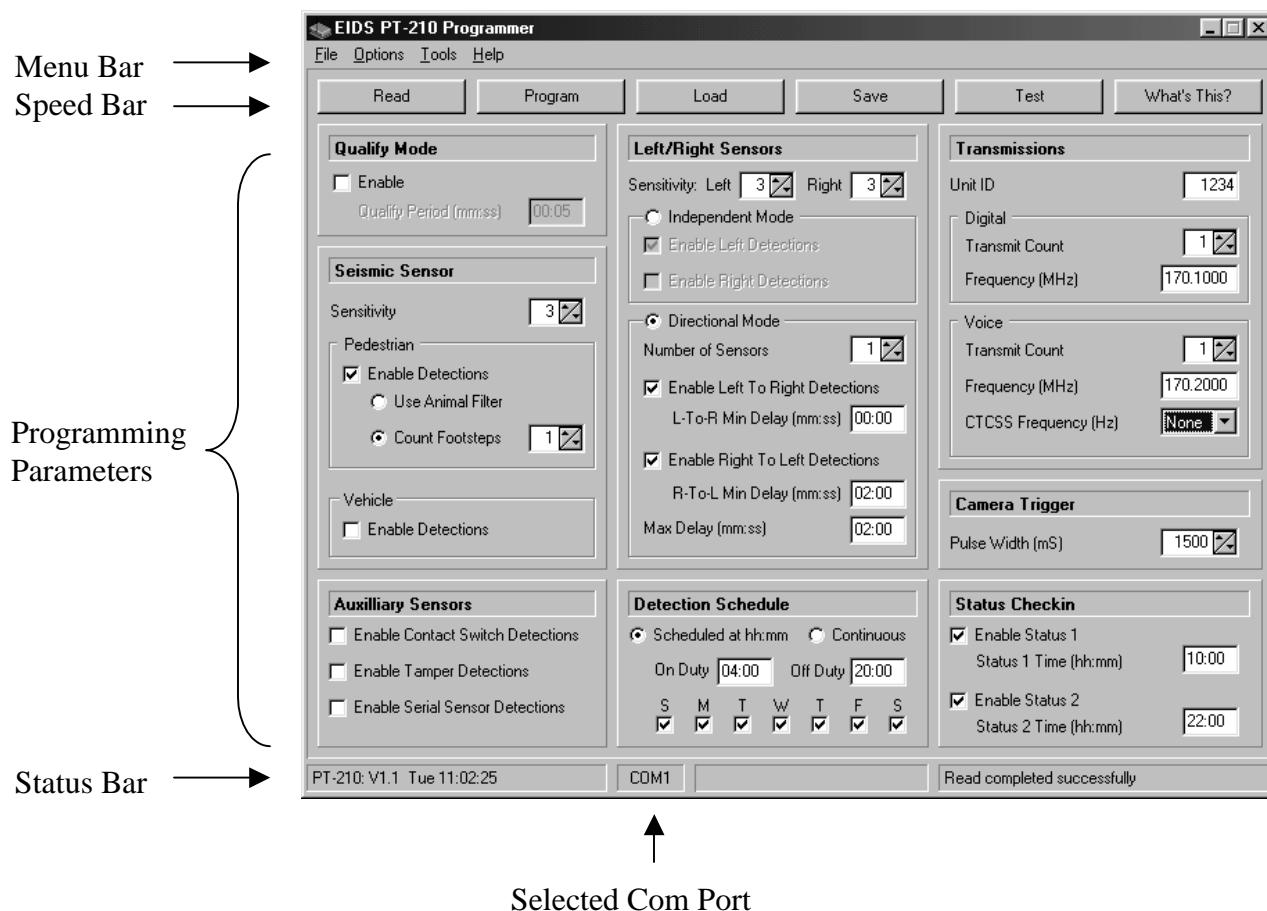 EIDS PT-210 Programmer
Menu Bar
File Options Tools Help
Speed Bar
Read Program Load Save Test What's This?
Programming
Parameters
Qualify Mode
Enable
Qualify Period (mm:ss) 00:05
Seismic Sensor
Sensitivity 3
Pedestrian
Enable Detections
Use Animal Filter
Count Footsteps 1
Vehicle
Enable Detections
Auxilliary Sensors
Enable Contact Switch Detections
Enable Tamper Detections
Enable Serial Sensor Detections
Left/Right Sensors
Sensitivity: Left 3 Right 3
Independent Mode
Enable Left Detections
Enable Right Detections
Directional Mode
Number of Sensors 1
Enable Left To Right Detections
L-To-R Min Delay (mm:ss) 00:00
Enable Right To Left Detections
R-To-L Min Delay (mm:ss) 02:00
Max Delay (mm:ss) 02:00
Detection Schedule
Scheduled at hh:mm Continuous
On Duty 04:00 Off Duty 20:00
S M T W T F S
Transmissions
Unit ID 1234
Digital
Transmit Count 1
Frequency (MHz) 170.1000
Voice
Transmit Count 1
Frequency (MHz) 170.2000
CTCSS Frequency (Hz) None
Camera Trigger
Pulse Width (mS) 1500
Status Checkin
Enable Status 1
Status 1 Time (hh:mm) 10:00
Enable Status 2
Status 2 Time (hh:mm) 22:00
Status Bar
PT-210: V1.1 Tue 11:02:25 COM1 Read completed successfully
Selected Com Port